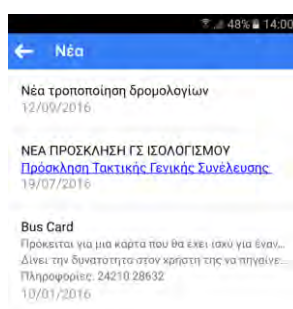 48% 14:00
Νέα
Νέα τροποποίηση δρομολογίων
12/09/2016
ΝΕΑ ΠΡΟΣΚΛΗΣΗ ΓΣ ΙΣΟΛΟΓΙΣΜΟΥ
Πρόσκληση Τακτικής Γενικής Συνέλευσης
19/07/2016
Bus Card
Πρόκειται για μια κάρτα που θα έχει ισχύ για έναν...
Δίνει την δυνατότητα στον χρήστη της να πηγαίνε...
Πληροφορίες: 24210 28632
10/01/2016